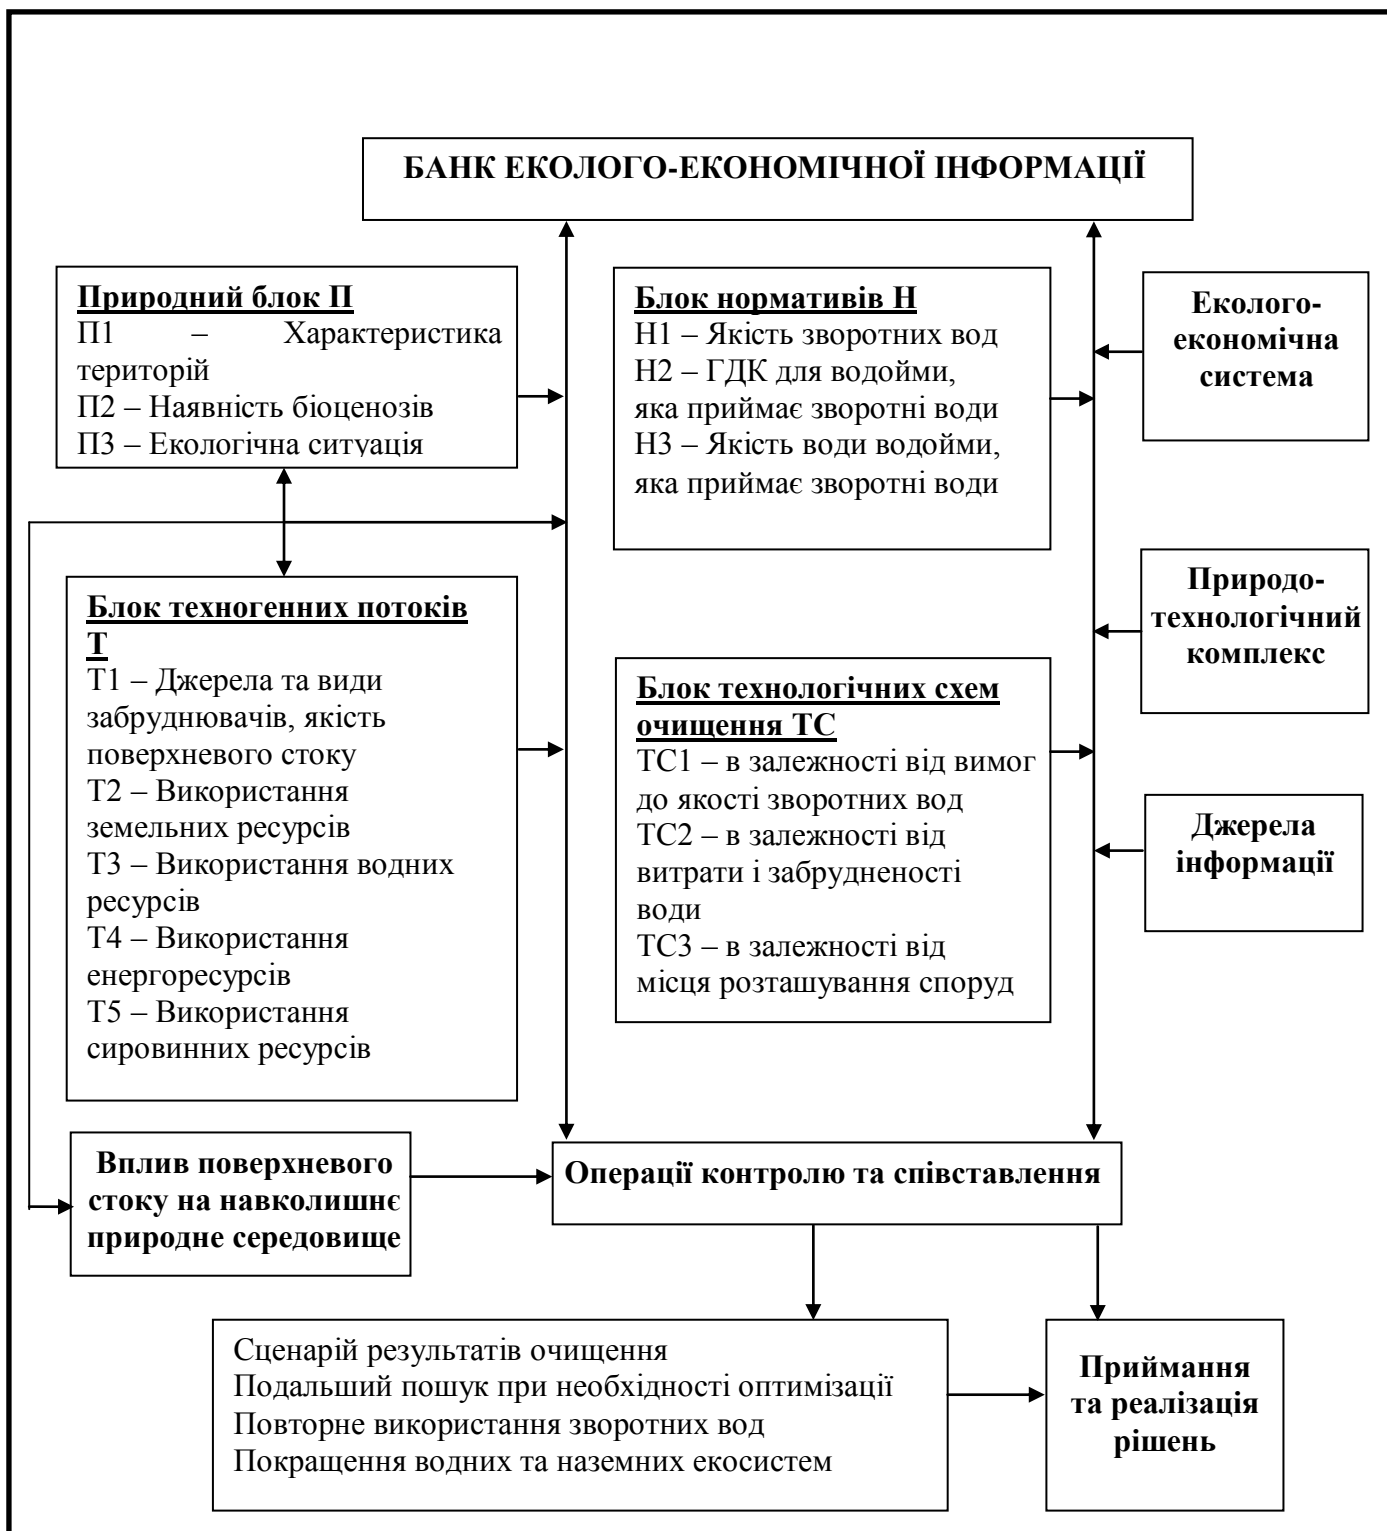 БАНК ЕКОЛОГО-ЕКОНОМІЧНОЇ ІНФОРМАЦІЇ
Природний блок П
П1 – Характеристика
територій
П2 – Наявність біоценозів
П3 – Екологічна ситуація
Блок нормативів Н
Н1 – Якість зворотних вод
Н2 – ГДК для водойми,
яка приймає зворотні води
Н3 – Якість води водойми,
яка приймає зворотні води
Еколого-
економічна
система
Блок техногенних потоків
Т
Т1 – Джерела та види
забруднювачів, якість
поверхневого стоку
Т2 – Використання
земельних ресурсів
Т3 – Використання водних
ресурсів
Т4 – Використання
енергоресурсів
Т5 – Використання
сировинних ресурсів
Блок технологічних схем
очищення ТС
ТС1 – в залежності від вимог
до якості зворотних вод
ТС2 – в залежності від
витрати і забрудненості
води
ТС3 – в залежності від
місця розташування споруд
Природо-
технологічний
комплекс
Джерела
інформації
Вплив поверхневого
стоку на навколишнє
природне середовище
Операції контролю та співставлення
Сценарій результатів очищення
Подальший пошук при необхідності оптимізації
Повторне використання зворотних вод
Покращення водних та наземних екосистем
Приймання
та реалізація
рішень